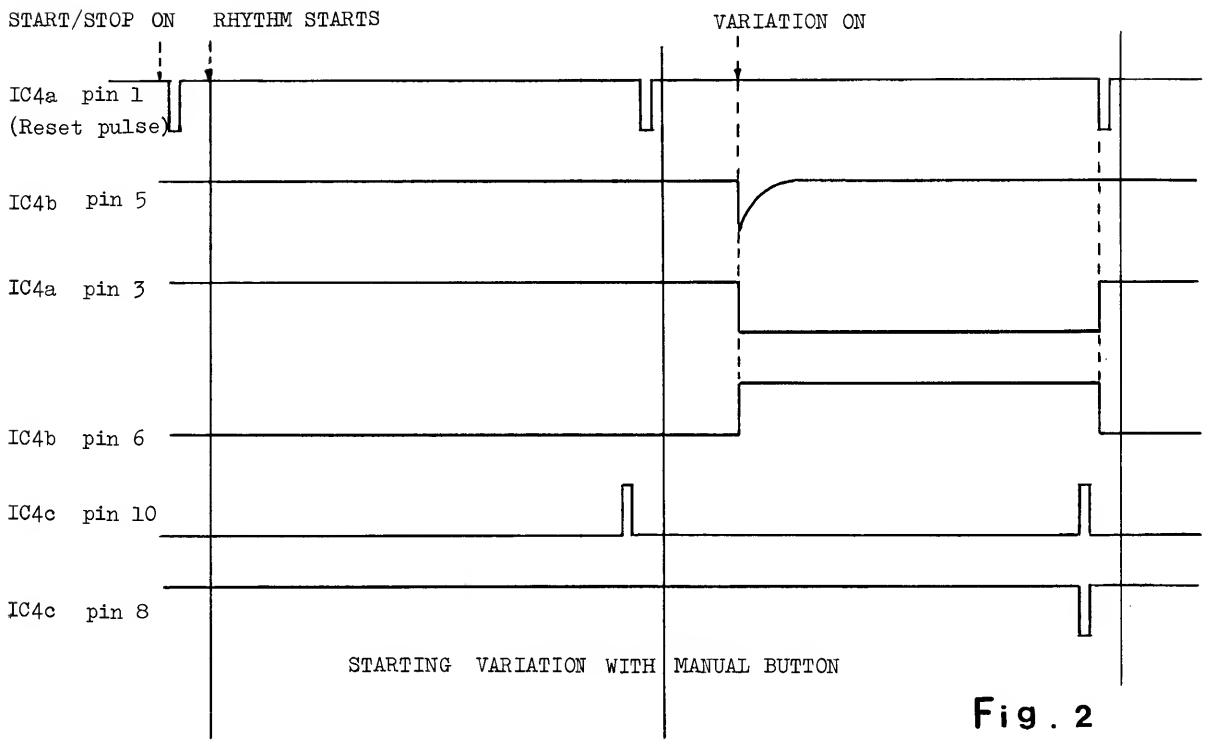 START/STOP ON RHYTHM STARTS VARIATION ON
IC4a pin 1
(Reset pulse)
IC4b pin 5
IC4a pin 3
IC4b pin 6
IC4c pin 10
IC4c pin 8
STARTING VARIATION WITH MANUAL BUTTON
Fig. 2